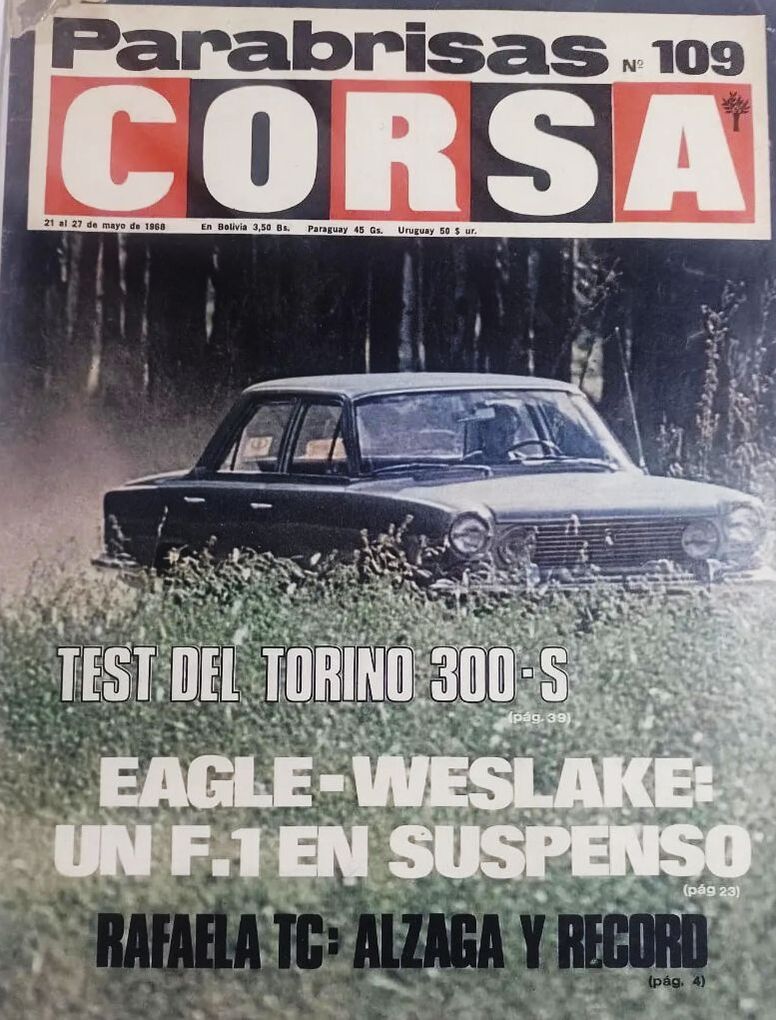 Parabrisas Nº 109
CORSA
21 al 27 de mayo de 1968 En Bolivia 3,50 Bs. Paraguay 45 Gs. Uruguay 50 $ ur.
TEST DEL TORINO 300-S
(pág. 39)
EAGLE-WESLAKE:
UN F.1 EN SUSPENSO
(pág 23)
RAFAELA TC: ALZAGA Y RECORD
(pág. 4)